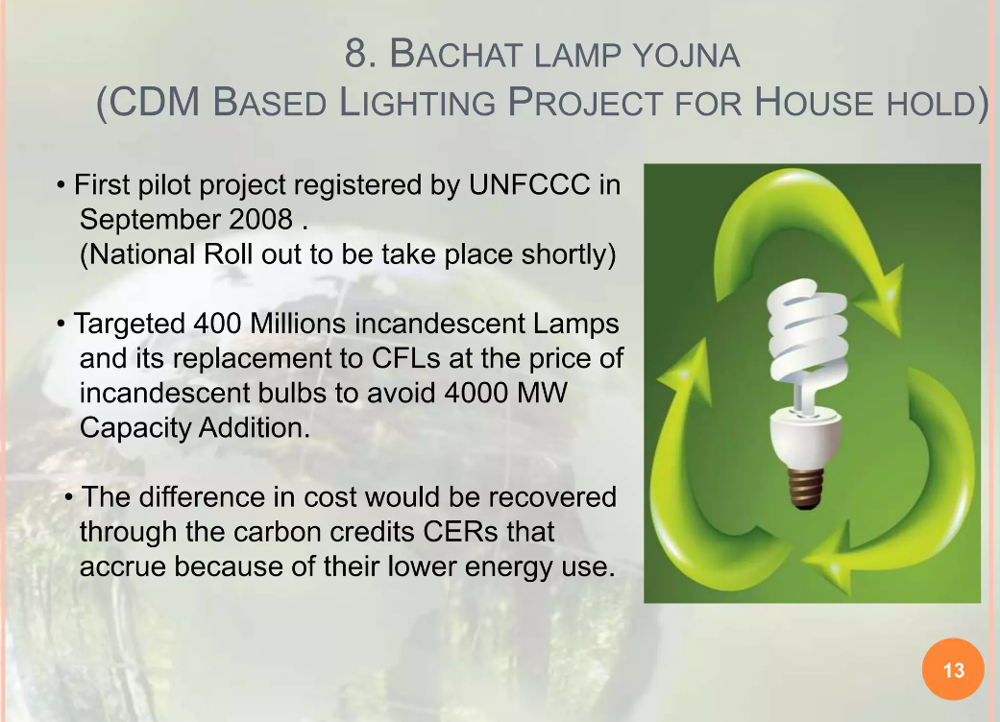 8. BACHAT LAMP YOJNA
(CDM BASED LIGHTING PROJECT FOR HOUSE HOLD)
• First pilot project registered by UNFCCC in
September 2008 .
(National Roll out to be take place shortly)
• Targeted 400 Millions incandescent Lamps
and its replacement to CFLs at the price of
incandescent bulbs to avoid 4000 MW
Capacity Addition.
• The difference in cost would be recovered
through the carbon credits CERs that
accrue because of their lower energy use.
13